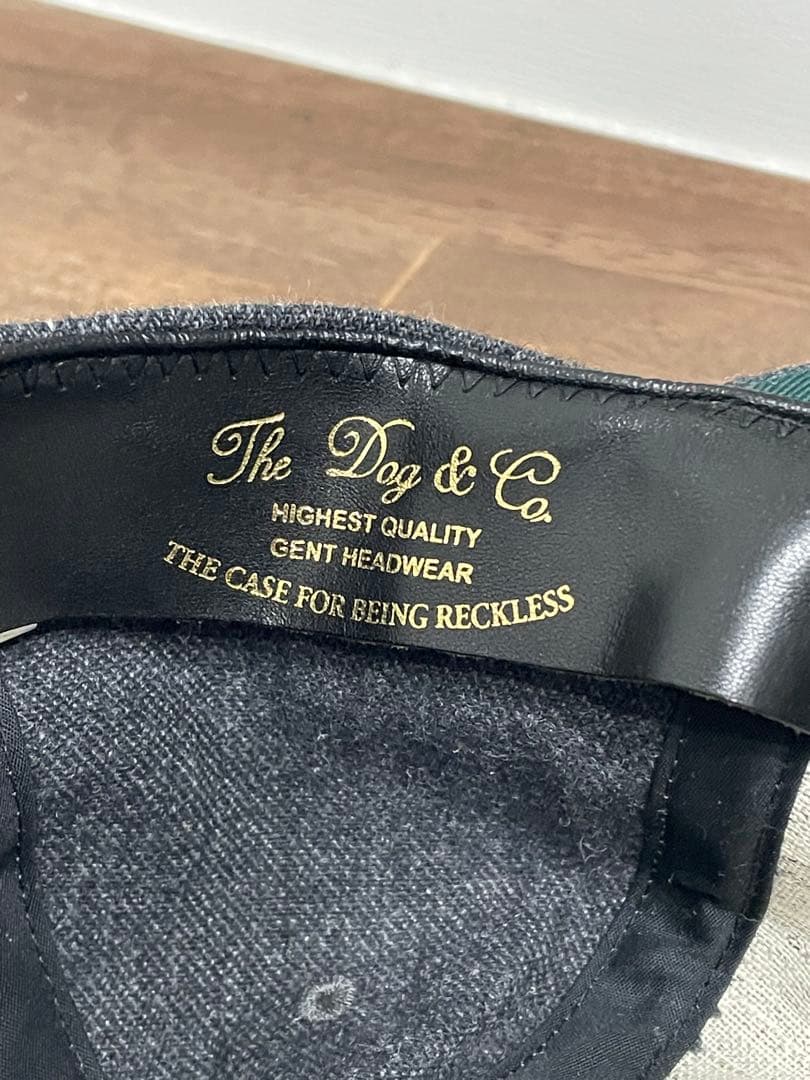 The Dog & Co.
HIGHEST QUALITY
GENT HEADWEAR
THE CASE FOR BEING RECKLESS